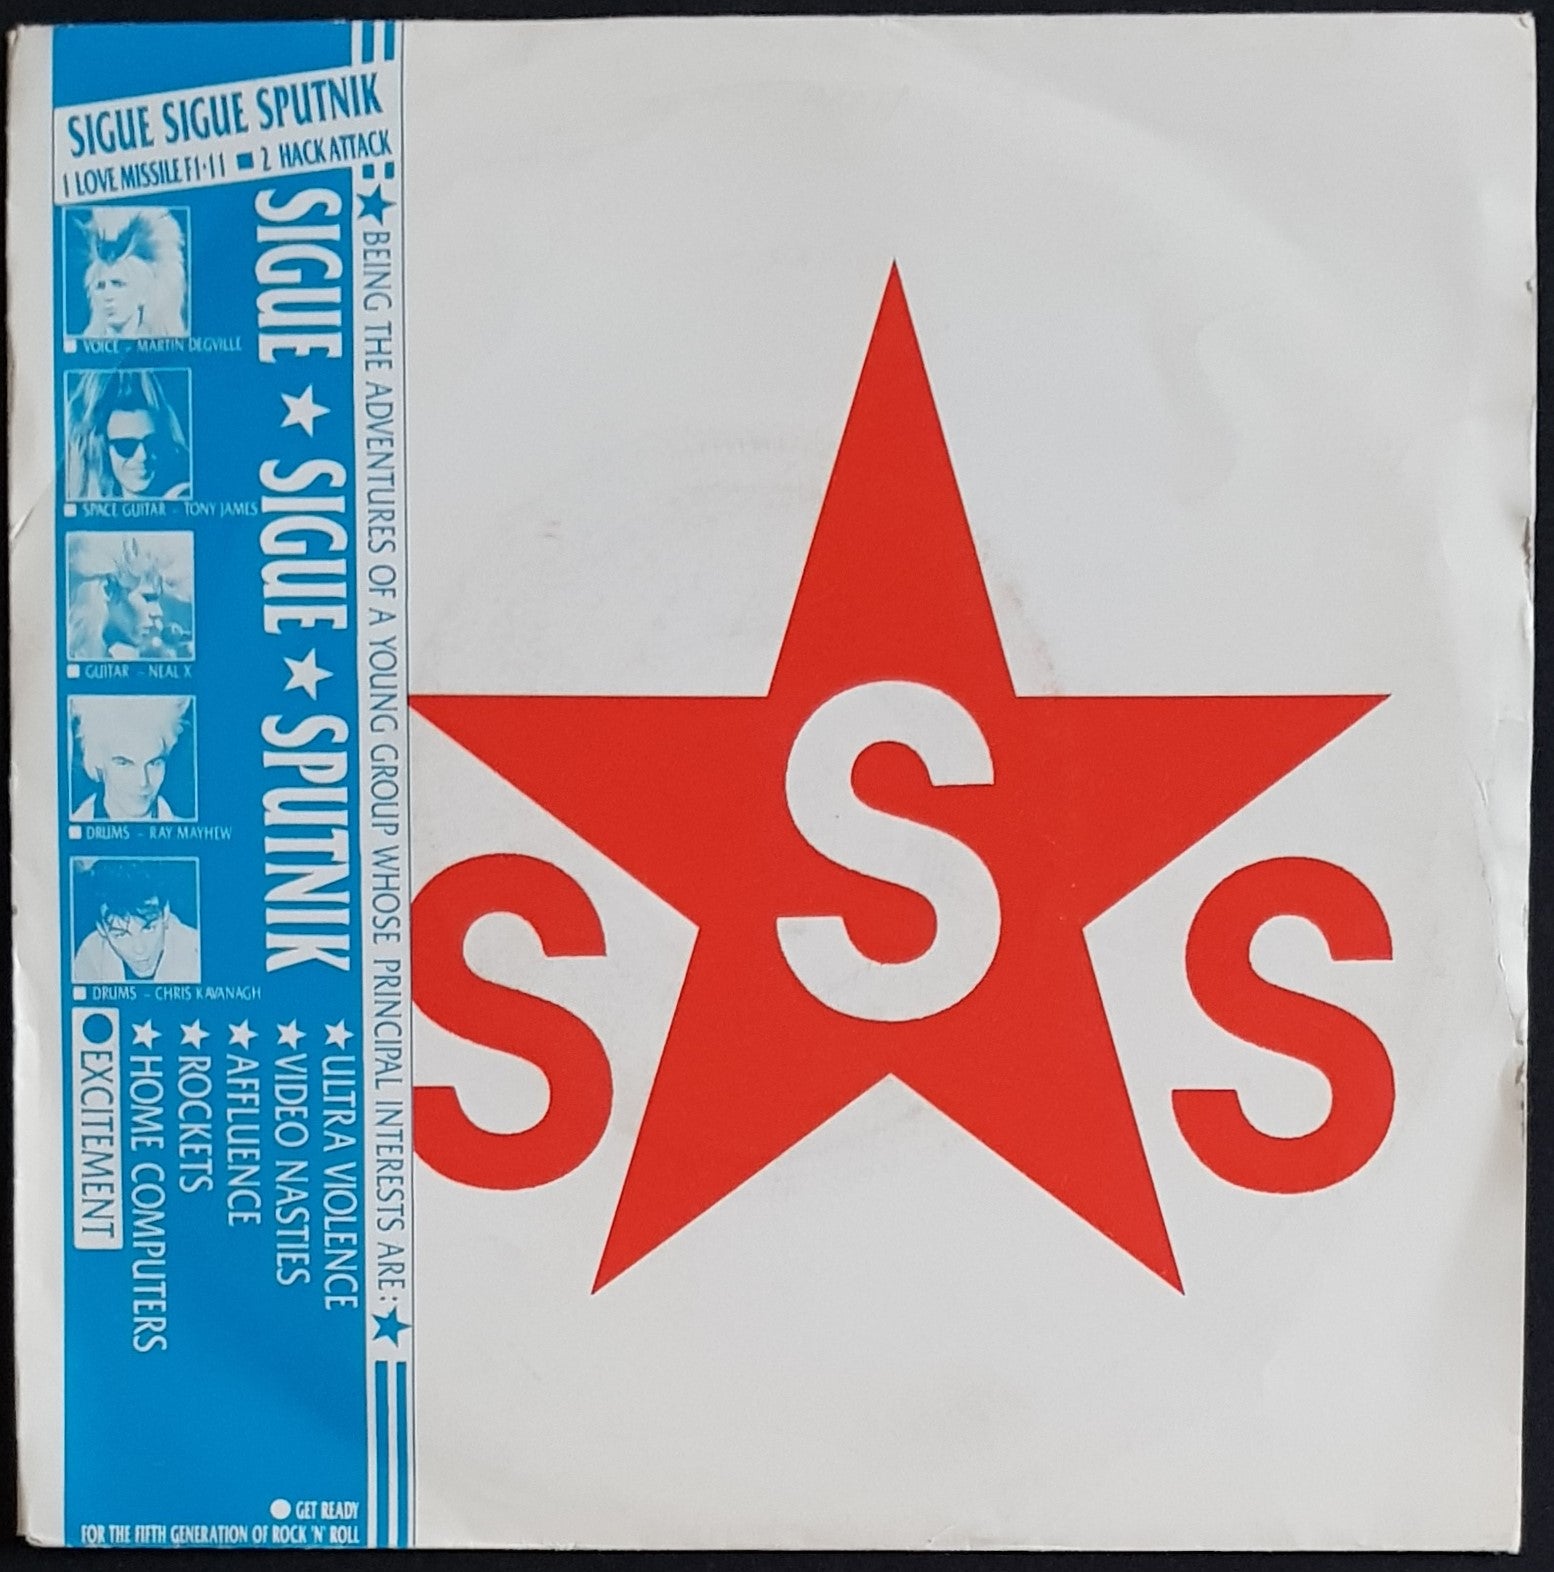 SIGUE SIGUE SPUTNIK
1 LOVE MISSILE F1·11 ■ 2 HACK ATTACK
VOICE - MARTIN DEGVILLE
SPACE GUITAR - TONY JAMES
GUITAR - NEAL X
DRUMS - RAY MAYHEW
DRUMS - CHRIS KAVANAGH
SIGUE ★ SIGUE ★ SPUTNIK
★ BEING THE ADVENTURES OF A YOUNG GROUP WHOSE PRINCIPAL INTERESTS ARE: ★
★ ULTRA VIOLENCE
★ VIDEO NASTIES
★ AFFLUENCE
★ ROCKETS
★ HOME COMPUTERS
EXCITEMENT
● GET READY
FOR THE FIFTH GENERATION OF ROCK 'N' ROLL
S
S
S